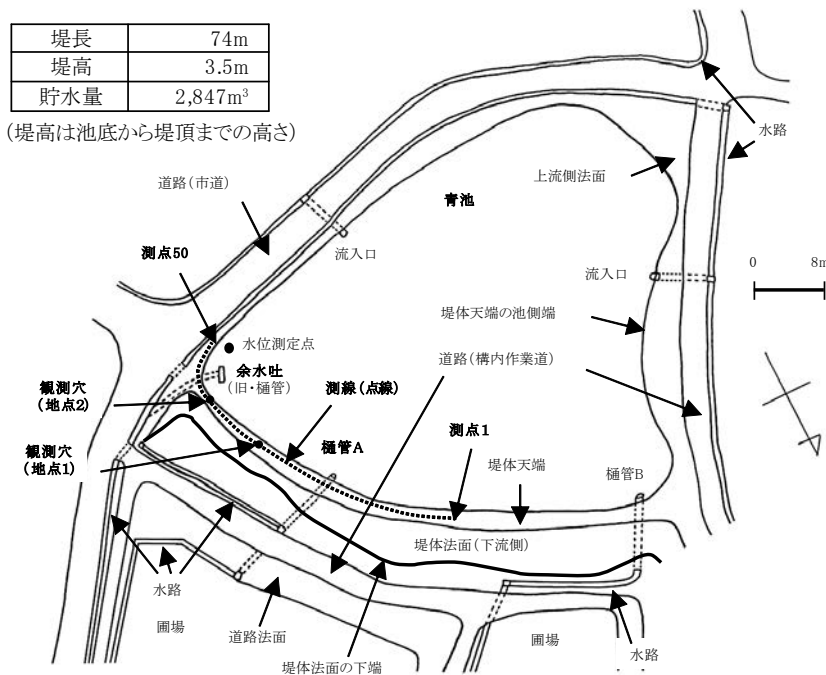 堤長 74m
堤高 3.5m
貯水量 2,847m³
(堤高は池底から堤頂までの高さ)
水路
道路(市道)
上流側法面
青池
流入口
測点50
流入口
0 8m
堤体天端の池側端
水位測定点
道路(構内作業道)
余水吐
(旧・樋管)
測線(点線)
観測穴
(地点2)
樋管A
測点1
観測穴
(地点1)
堤体天端
樋管B
堤体法面(下流側)
水路
圃場
道路法面
圃場
水路
堤体法面の下端